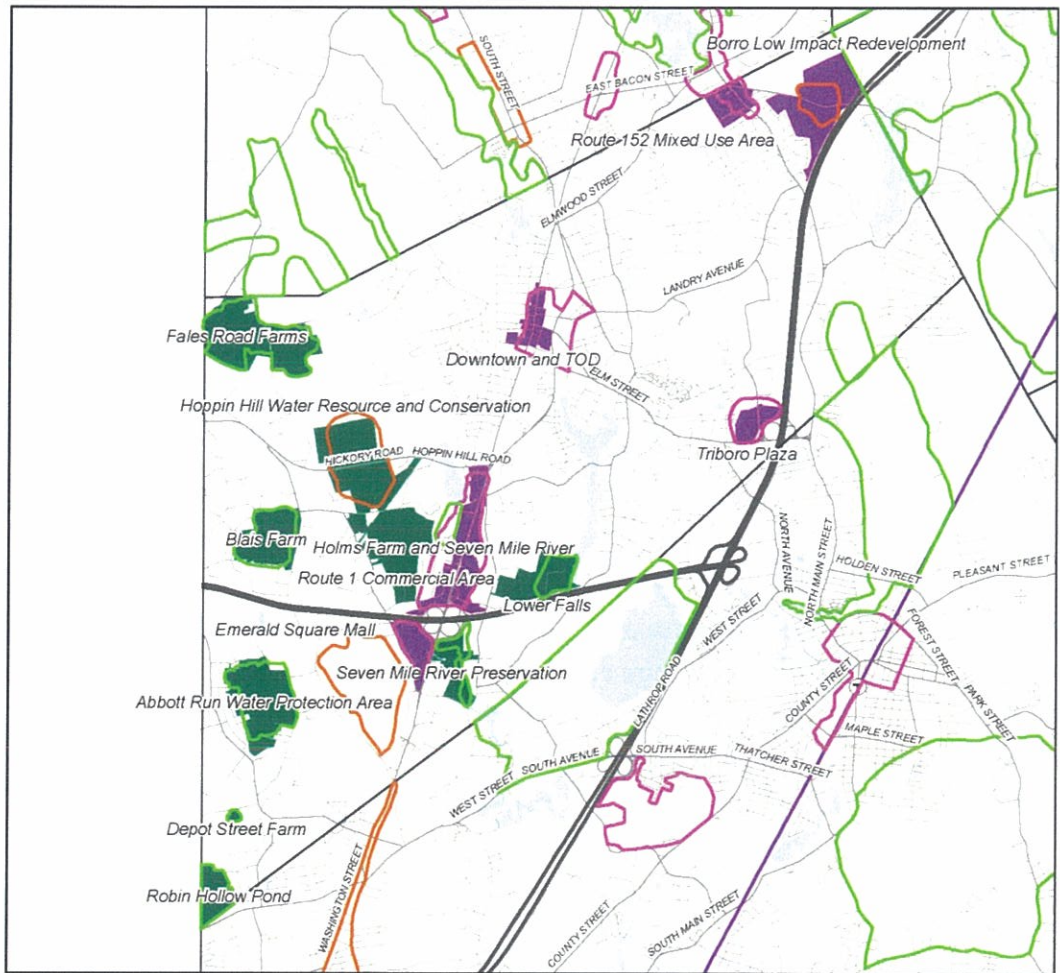 Borro Low Impact Redevelopment
SOUTH STREET
EAST BACON STREET
Route 152 Mixed Use Area
ELMWOOD STREET
LANDRY AVENUE
Fales Road Farms
Downtown and TOD
ELM STREET
Hoppin Hill Water Resource and Conservation
HICKORY ROAD
HOPPIN HILL ROAD
Triboro Plaza
Blais Farm
Holms Farm and Seven Mile River
NORTH AVENUE
NORTH MAIN STREET
HOLDEN STREET
PLEASANT STREET
Route 1 Commercial Area
Lower Falls
Emerald Square Mall
WEST STREET
FOREST STREET
Seven Mile River Preservation
LATHROP ROAD
COUNTY STREET
PARK STREET
Abbott Run Water Protection Area
MAPLE STREET
SOUTH AVENUE
SOUTH AVENUE
THATCHER STREET
WEST STREET
Depot Street Farm
Robin Hollow Pond
WASHINGTON STREET
COUNTY STREET
SOUTH MAIN STREET